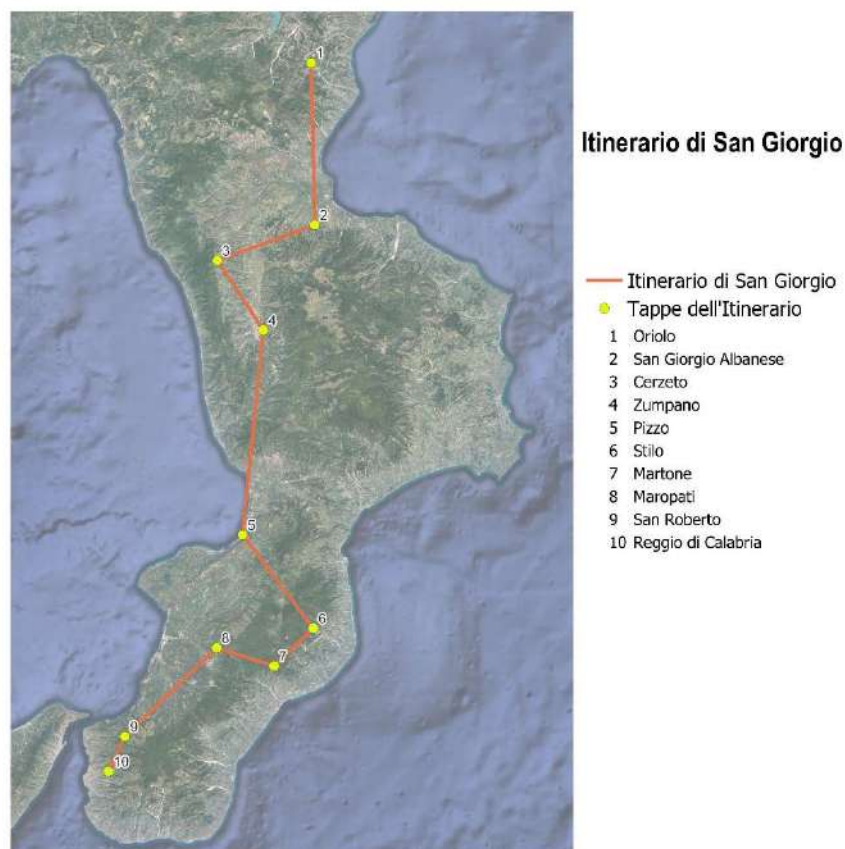 1
2
3
4
5
6
7
8
9
10
Itinerario di San Giorgio
Itinerario di San Giorgio
Tappe dell'Itinerario
1 Oriolo
2 San Giorgio Albanese
3 Cerzeto
4 Zumpano
5 Pizzo
6 Stilo
7 Martone
8 Maropati
9 San Roberto
10 Reggio di Calabria